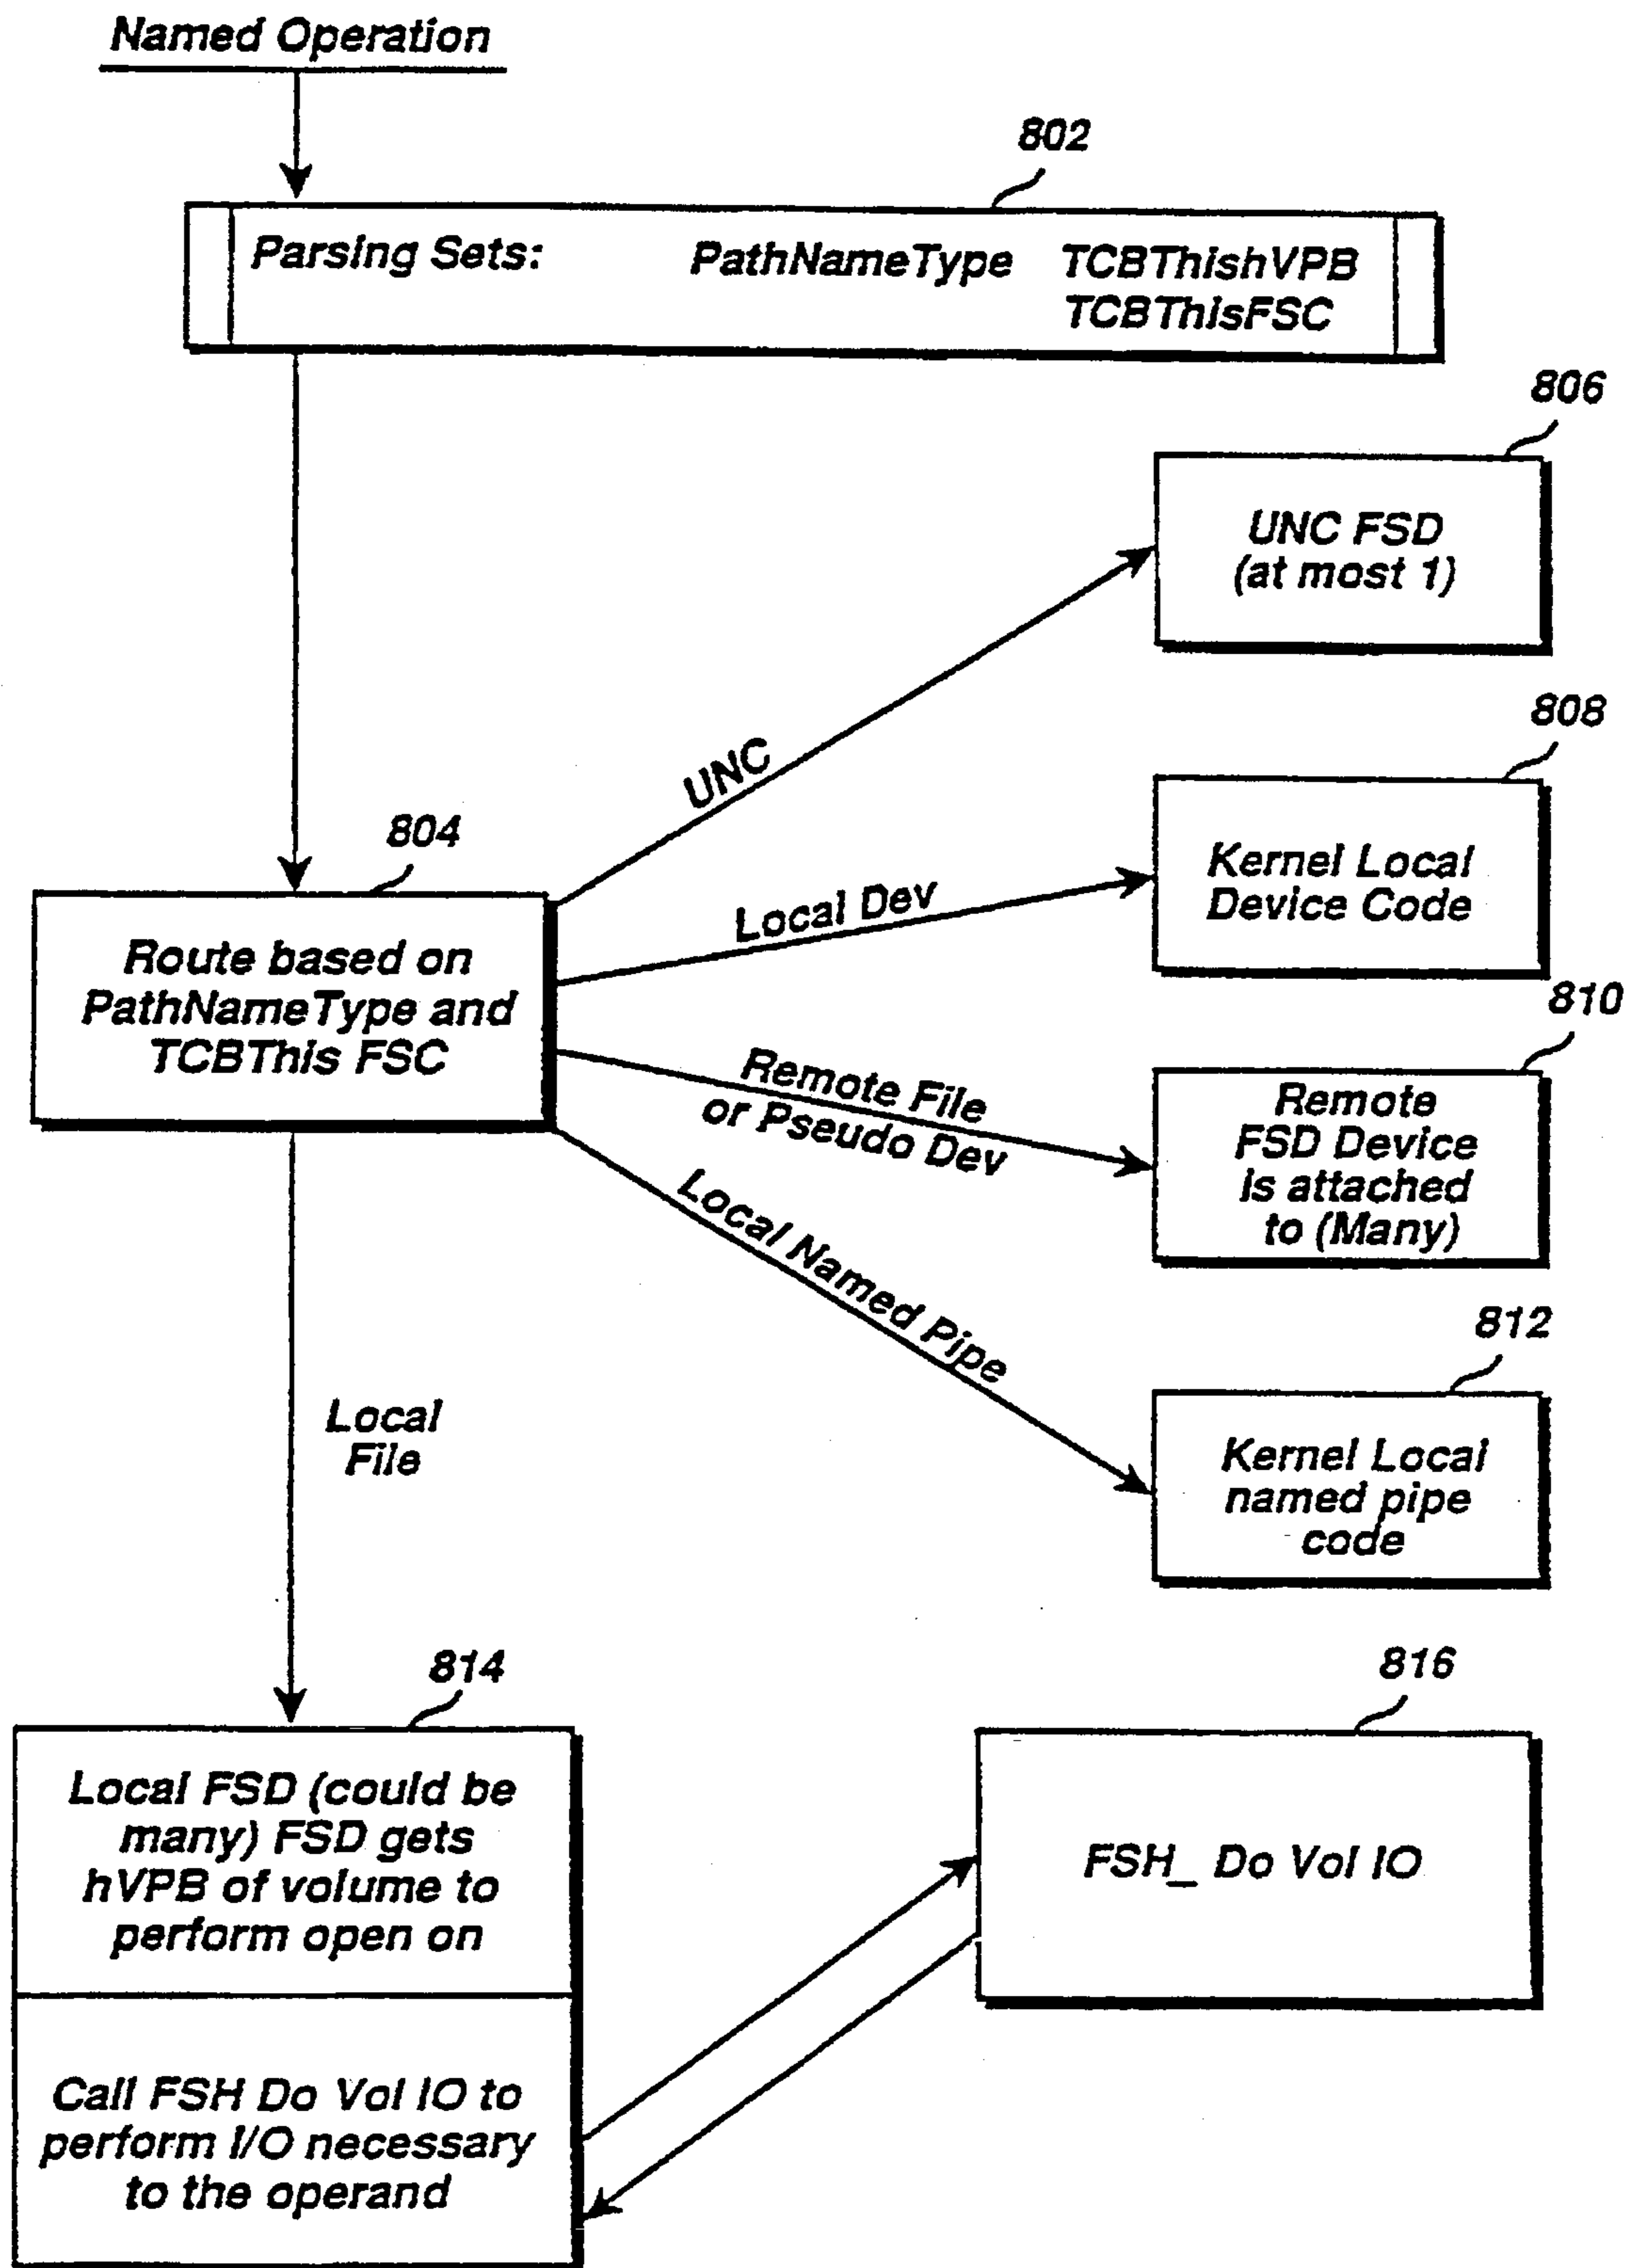 Named Operation
802
Parsing Sets: PathNameType TCBThishVPB
TCBThisFSC
806
UNC FSD
(at most 1)
808
UNC
804
Kernel Local
Device Code
Local Dev
Route based on
PathNameType and
TCBThis FSC
810
Remote File
or Pseudo Dev
Remote
FSD Device
is attached
to (Many)
Local Named Pipe
812
Local
File
Kernel Local
named pipe
code
814
816
Local FSD (could be
many) FSD gets
hVPB of volume to
perform open on
FSH_ Do Vol IO
Call FSH Do Vol IO to
perform I/O necessary
to the operand